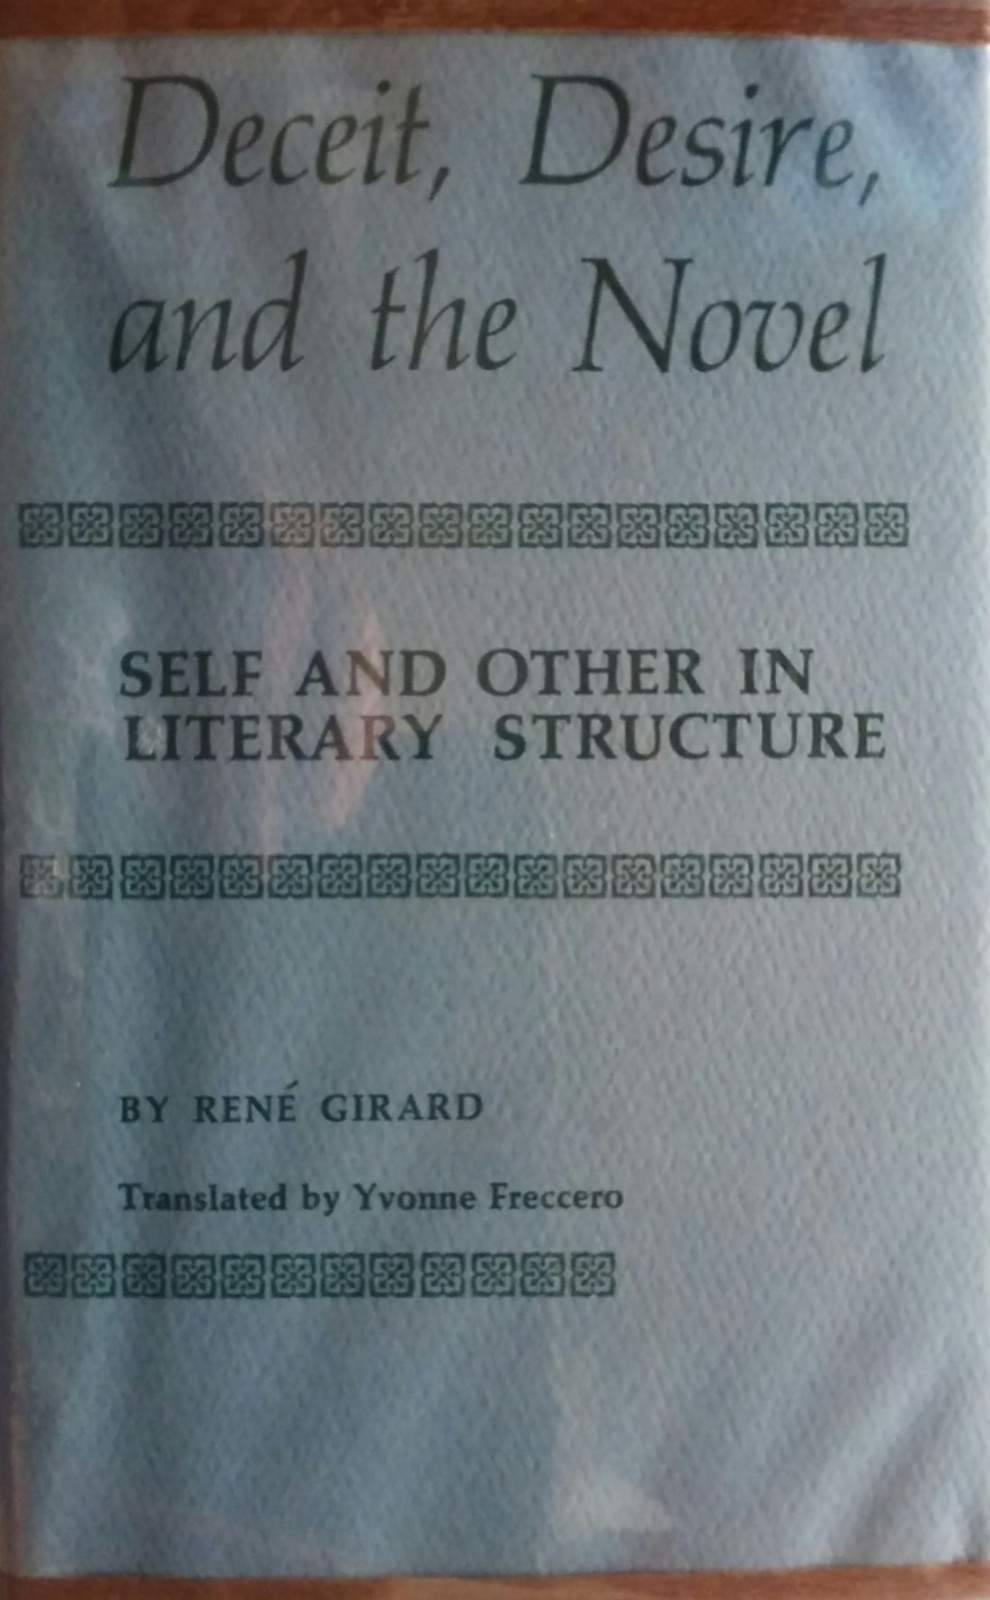 Deceit, Desire,
and the Novel
SELF AND OTHER IN
LITERARY STRUCTURE
BY RENÉ GIRARD
Translated by Yvonne Freccero